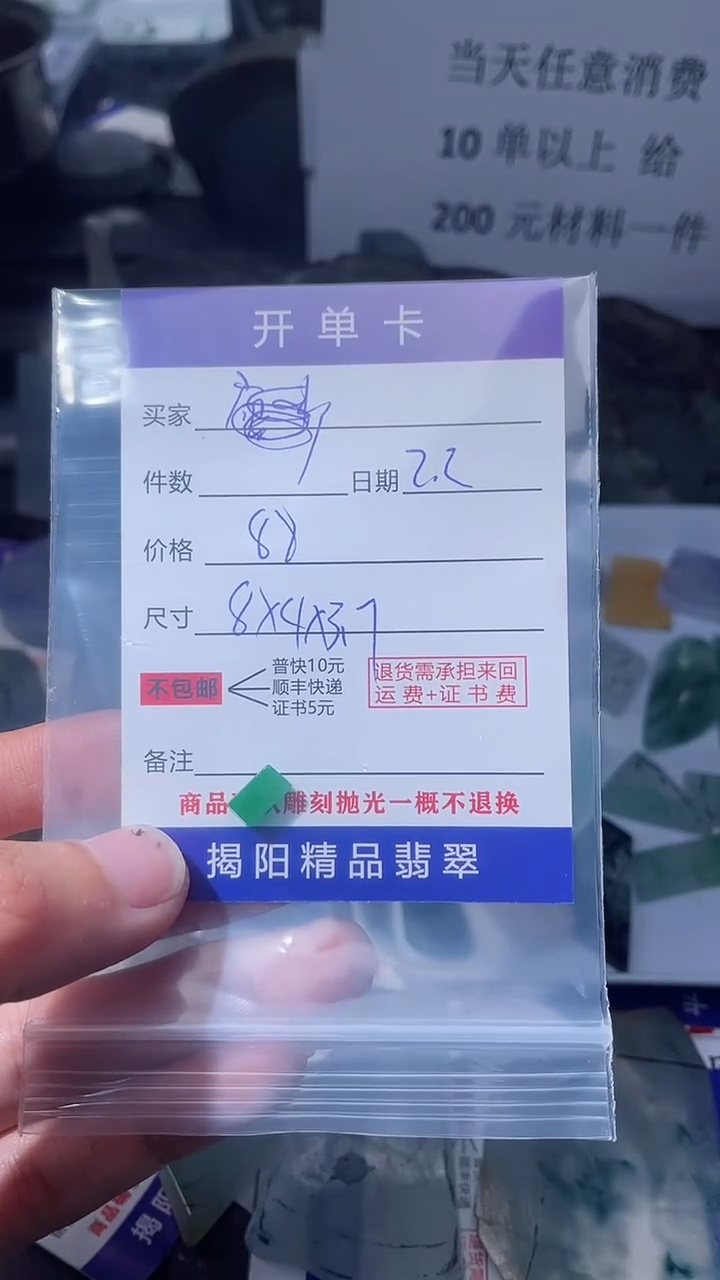 当天任意消费
10 单以上 给
200 元材料一件
开单卡
买家
件数 日期 2.2
价格 88
尺寸 8X4X3.7
不包邮
普快10元
顺丰快递
证书5元
退货需承担来回
运费+证书费
备注
商品 雕刻抛光一概不退换
揭阳精品翡翠
揭阳